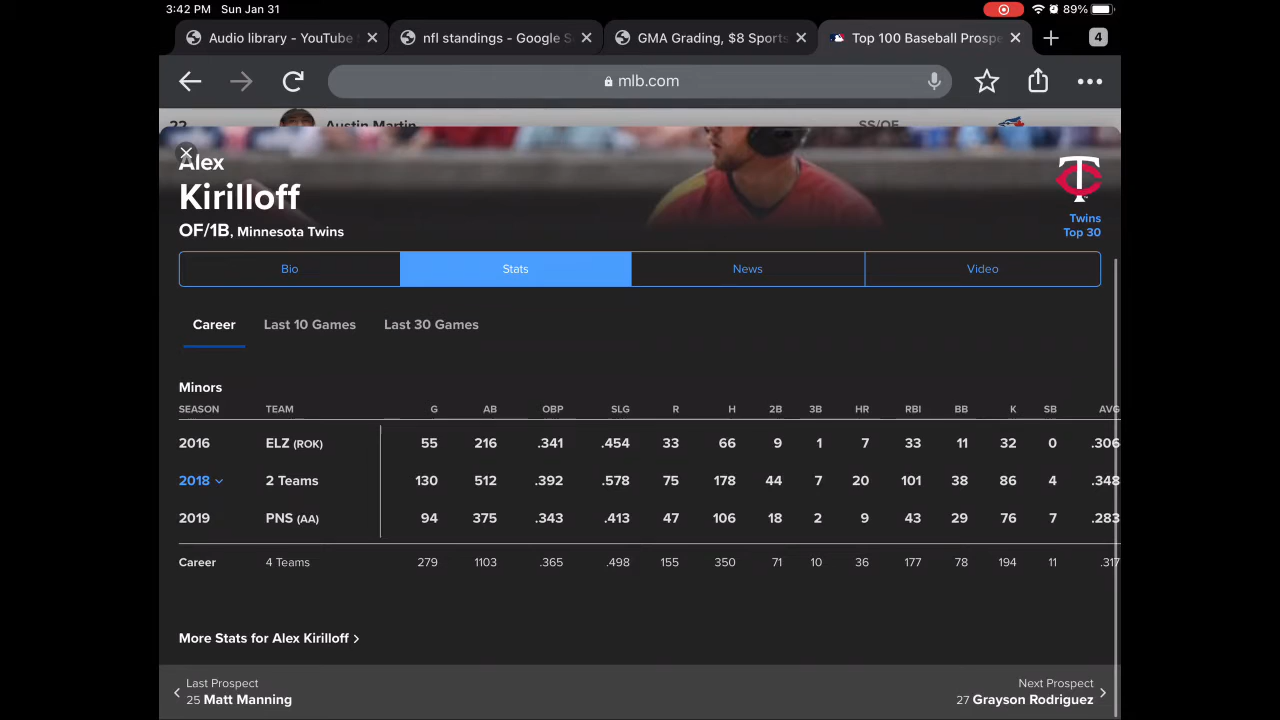 3:42 PM Sun Jan 31 89%
Audio library - YouTube
nfl standings - Google S
GMA Grading, $8 Sports
Top 100 Baseball Prospe
4
mlb.com
22 Austin Martin SS/OF
Alex
Kirilloff
OF/1B, Minnesota Twins
Twins
Top 30
Bio Stats News Video
Career Last 10 Games Last 30 Games
Minors
SEASON TEAM G AB OBP SLG R H 2B 3B HR RBI BB K SB AVG
2016 ELZ (ROK) 55 216 .341 .454 33 66 9 1 7 33 11 32 0 .306
2018 2 Teams 130 512 .392 .578 75 178 44 7 20 101 38 86 4 .348
2019 PNS (AA) 94 375 .343 .413 47 106 18 2 9 43 29 76 7 .283
Career 4 Teams 279 1103 .365 .498 155 350 71 10 36 177 78 194 11 .317
More Stats for Alex Kirilloff
Last Prospect
25 Matt Manning
Next Prospect
27 Grayson Rodriguez